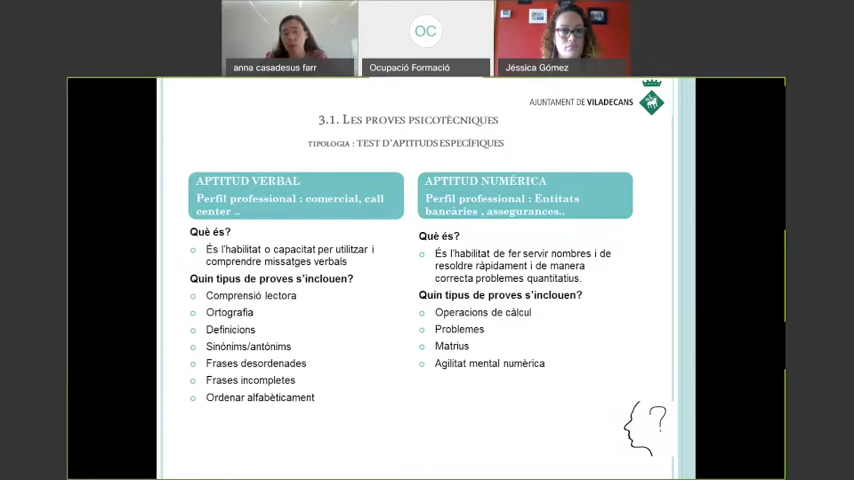 OC
anna casadesus farr
Ocupació Formació
Jéssica Gómez
AJUNTAMENT DE VILADECANS
3.1. LES PROVES PSICOTÈCNIQUES
TIPOLOGIA : TEST D'APTITUDS ESPECÍFIQUES
APTITUD VERBAL
Perfil professional : comercial, call
center ..
Què és?
És l'habilitat o capacitat per utilitzar i
comprendre missatges verbals
Quin tipus de proves s'inclouen?
Comprensió lectora
Ortografia
Definicions
Sinònims/antònims
Frases desordenades
Frases incompletes
Ordenar alfabèticament
APTITUD NUMÈRICA
Perfil professional : Entitats
bancàries , assegurances..
Què és?
És l'habilitat de fer servir nombres i de
resoldre ràpidament i de manera
correcta problemes quantitatius.
Quin tipus de proves s'inclouen?
Operacions de càlcul
Problemes
Matrius
Agilitat mental numèrica
?